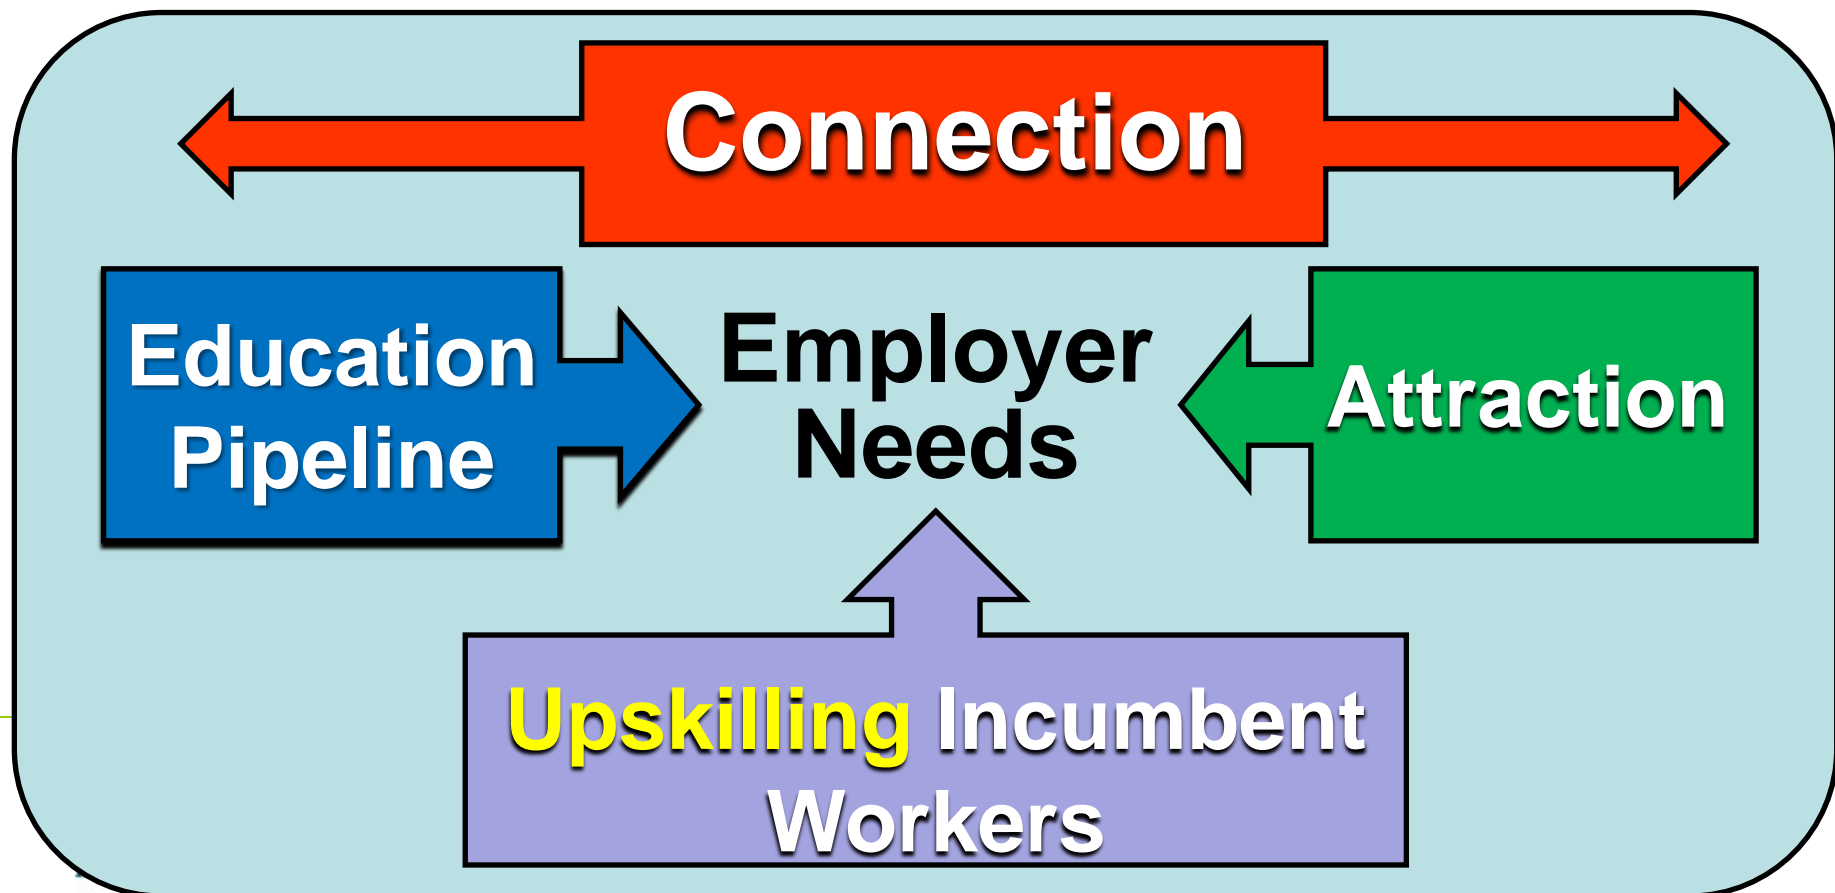 Connection
Education
Pipeline
Employer
Needs
Attraction
Upskilling Incumbent
Workers